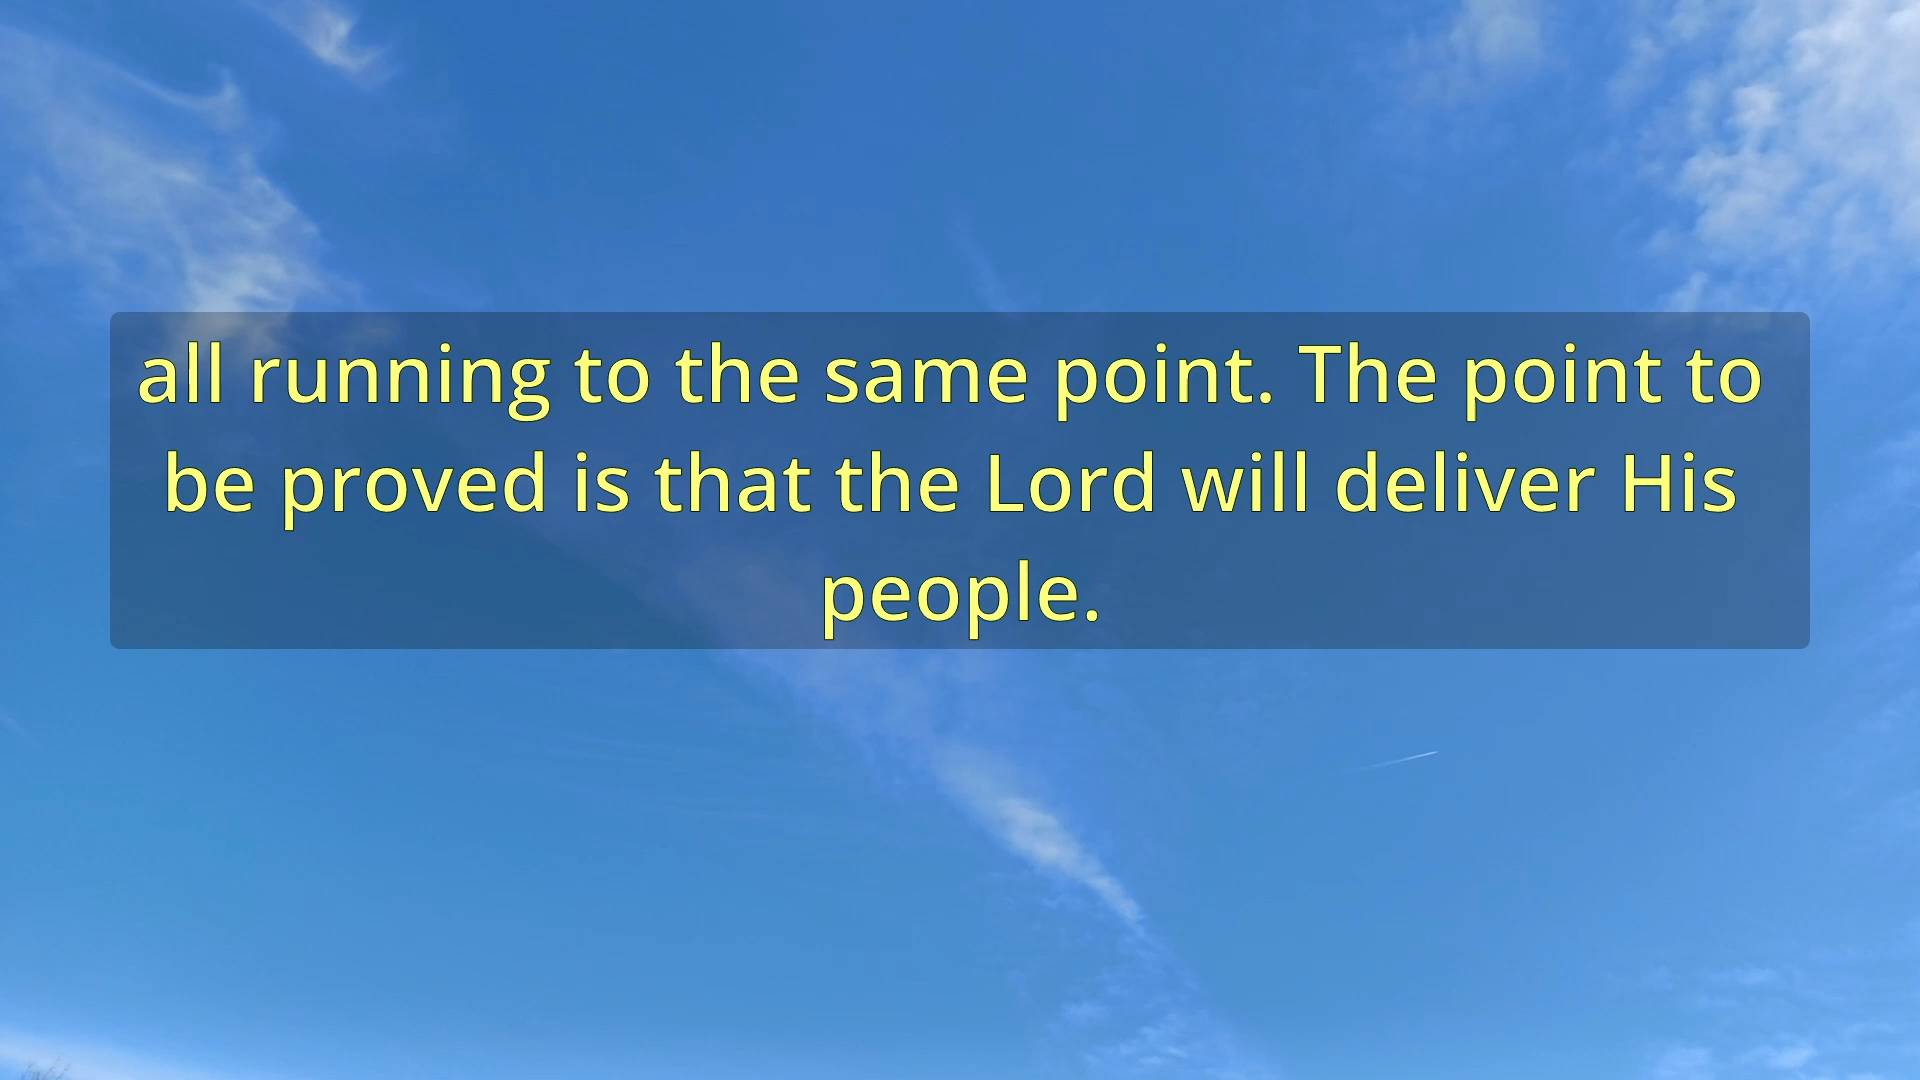 all running to the same point. The point to
be proved is that the Lord will deliver His
people.